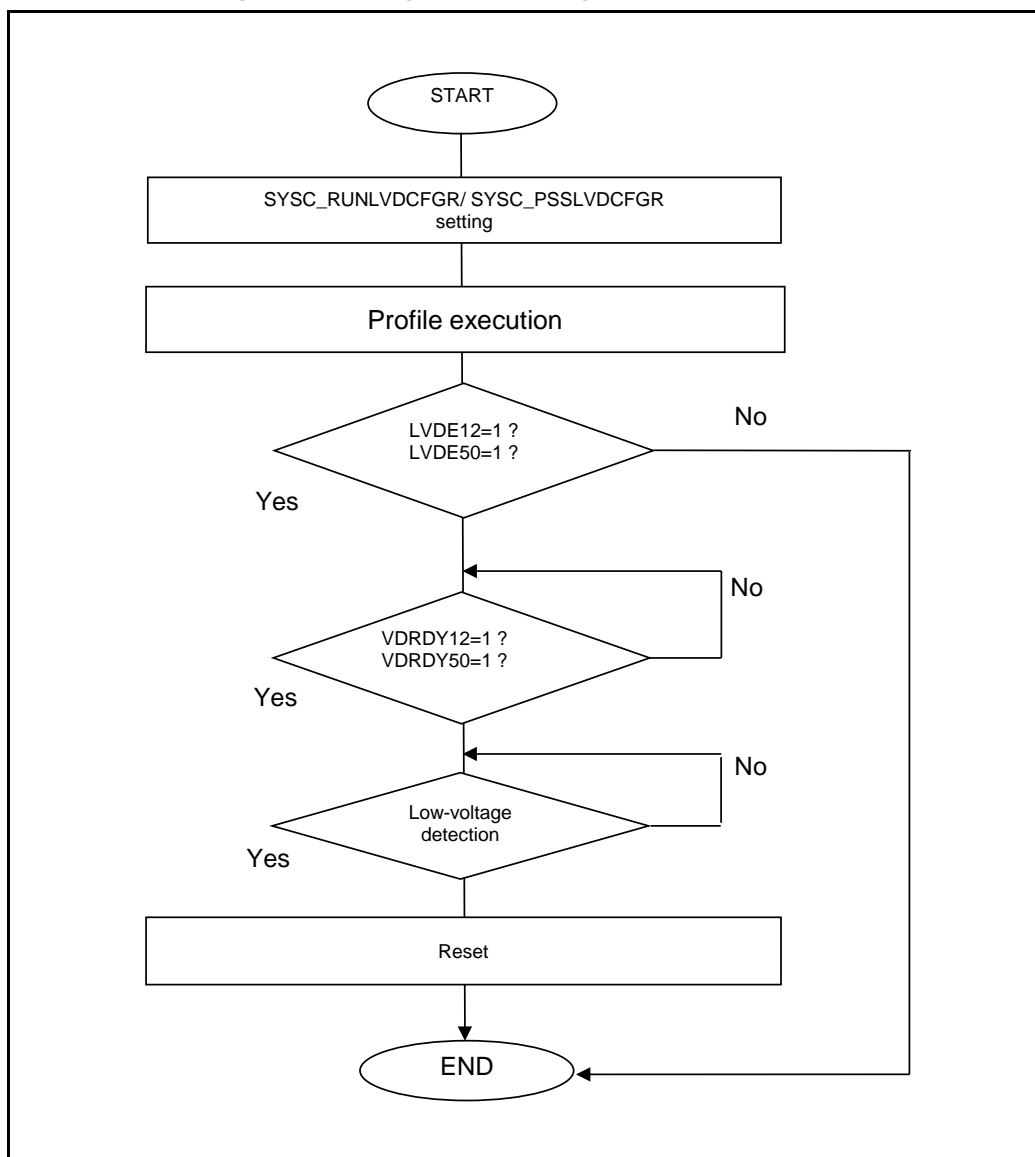 START
SYSC_RUNLVDCFGR/ SYSC_PSSLVDCFGR
setting
Profile execution
LVDE12=1 ?
LVDE50=1 ?
No
Yes
No
VDRDY12=1 ?
VDRDY50=1 ?
Yes
No
Low-voltage
detection
Yes
Reset
END